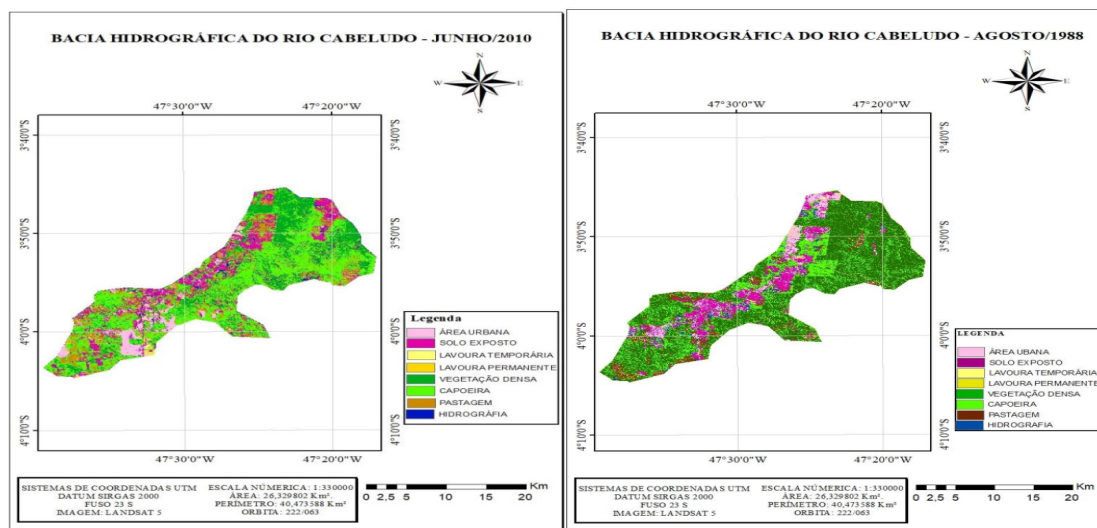 BACIA HIDROGRÁFICA DO RIO CABELUDO - JUNHO/2010
N
W E
S
47°30'0"W 47°20'0"W
3°40'0"S 3°40'0"S
3°50'0"S 3°50'0"S
4°0'0"S 4°0'0"S
4°10'0"S 4°10'0"S
47°30'0"W 47°20'0"W
Legenda
ÁREA URBANA
SOLO EXPOSTO
LAVOURA TEMPORÁRIA
LAVOURA PERMANENTE
VEGETAÇÃO DENSA
CAPOEIRA
PASTAGEM
HIDROGRÁFIA
SISTEMAS DE COORDENADAS UTM
DATUM SIRGAS 2000
FUSO 23 S
IMAGEM: LANDSAT 5
ESCALA NÚMERICA: 1:330000
ÁREA: 26,329802 Km².
PERÍMETRO: 40,473588 Km²
ORBITA: 222/063
0 2,5 5 10 15 20 Km
BACIA HIDROGRÁFICA DO RIO CABELUDO - AGOSTO/1988
N
W E
S
47°30'0"W 47°20'0"W
3°40'0"S 3°40'0"S
3°50'0"S 3°50'0"S
4°0'0"S 4°0'0"S
4°10'0"S 4°10'0"S
47°30'0"W 47°20'0"W
LEGENDA
ÁREA UBANA
SOLO EXPOSTO
LAVOURA TEMPORÁRIA
LAVOURA PERMANENTE
VEGETAÇÃO DENSA
CAPOEIRA
PASTAGEM
HIDROGRAFIA
SISTEMAS DE COORDENADAS UTM
DATUM SIRGAS 2000
FUSO 23 S
IMAGEM: LANDSAT 5
ESCALA NÚMERICA: 1:330000
ÁREA: 26,329802 Km².
PERÍMETRO: 40,473588 Km²
ORBITA: 222/063
0 2,5 5 10 15 20 Km